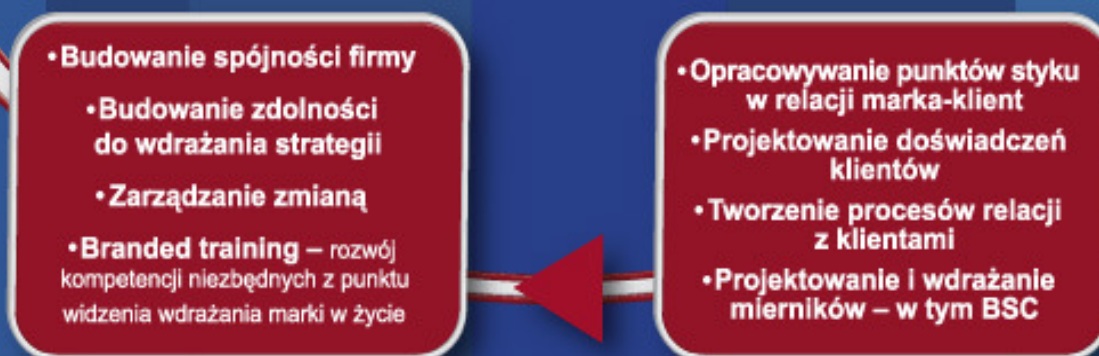 •Budowanie spójności firmy
•Budowanie zdolności
do wdrażania strategii
•Zarządzanie zmianą
•Branded training – rozwój
kompetencji niezbędnych z punktu
widzenia wdrażania marki w życie
•Opracowywanie punktów styku
w relacji marka-klient
•Projektowanie doświadczeń
klientów
•Tworzenie procesów relacji
z klientami
•Projektowanie i wdrażanie
mierników – w tym BSC